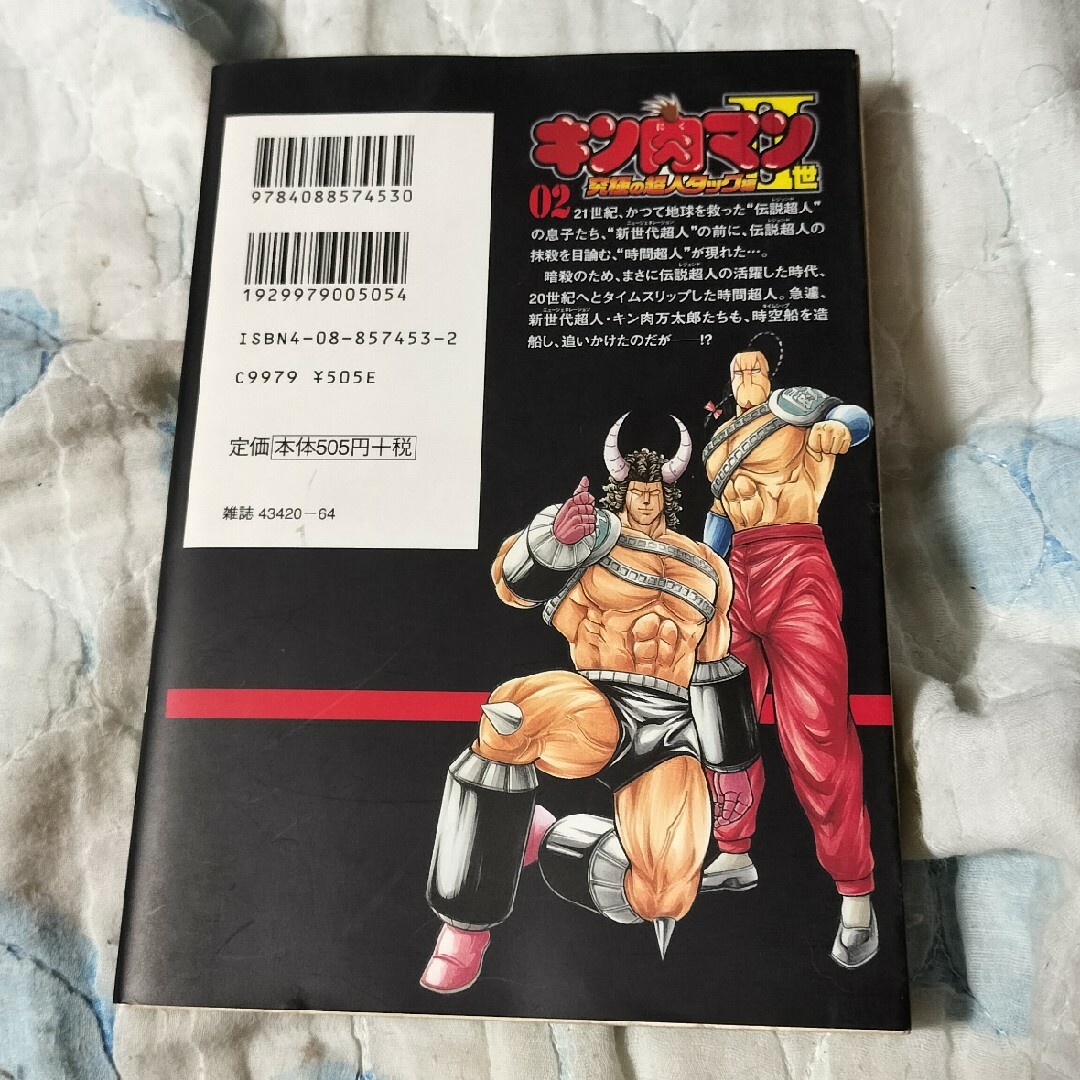 9784088574530
1929979005054
ISBN4-08-857453-2
C9979 ¥505E
定価 本体505円+税
雑誌 43420-64
キン肉マンⅡ世
究極の超人タッグ編
02
21世紀、かつて地球を救った“伝説超人”
の息子たち、“新世代超人”の前に、伝説超人の
抹殺を目論む、“時間超人”が現れた…。
暗殺のため、まさに伝説超人の活躍した時代、
20世紀へとタイムスリップした時間超人。急遽、
新世代超人・キン肉万太郎たちも、時空船を造
船し、追いかけたのだが――!?